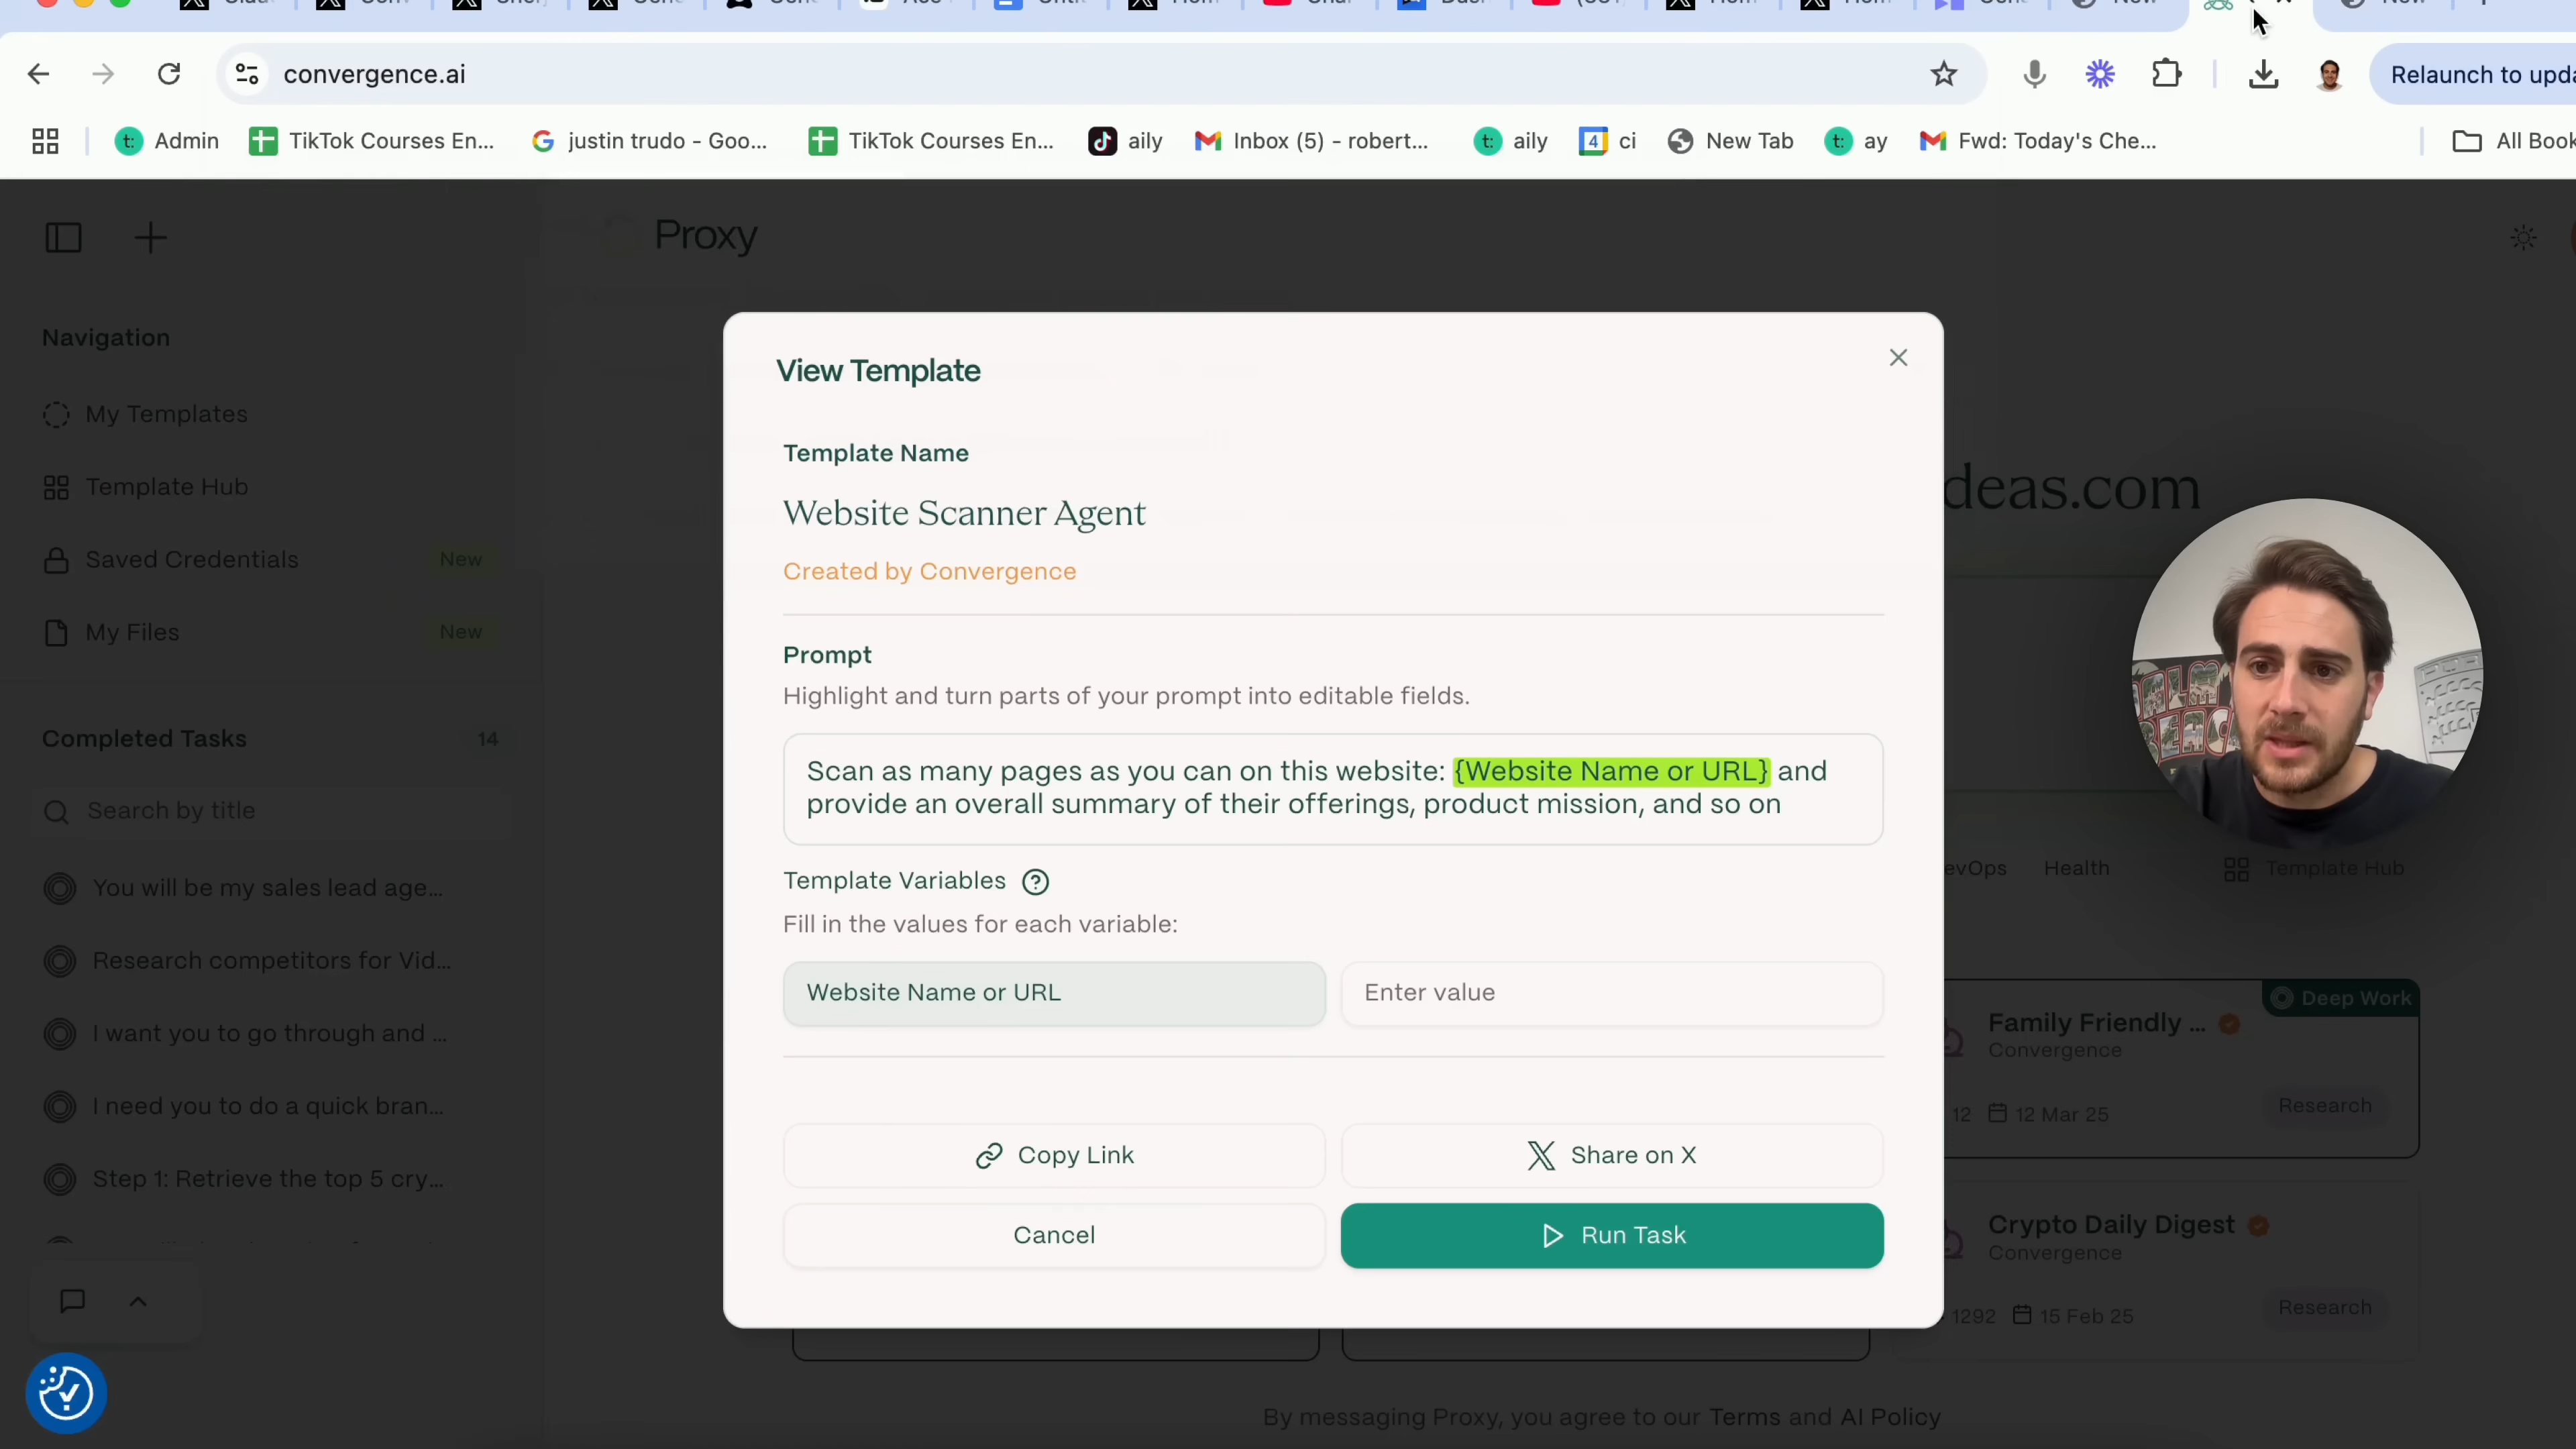 convergence.ai
Relaunch to upda
Admin
TikTok Courses En...
justin trudo - Goo...
TikTok Courses En...
aily
Inbox (5) - robert...
aily
4 ci
New Tab
ay
Fwd: Today's Che...
All Book
Proxy
Navigation
My Templates
Template Hub
Saved Credentials New
My Files New
Completed Tasks 14
Search by title
You will be my sales lead age...
Research competitors for Vid...
I want you to go through and ...
I need you to do a quick bran...
Step 1: Retrieve the top 5 cry...
View Template
Template Name
Website Scanner Agent
Created by Convergence
Prompt
Highlight and turn parts of your prompt into editable fields.
Scan as many pages as you can on this website: {Website Name or URL} and
provide an overall summary of their offerings, product mission, and so on
Template Variables
Fill in the values for each variable:
Website Name or URL
Enter value
Copy Link
Share on X
Cancel
Run Task
deas.com
evOps Health Template Hub
Deep Work
Family Friendly ...
Convergence
12 12 Mar 25
Research
Crypto Daily Digest
Convergence
1292 15 Feb 25
Research
By messaging Proxy, you agree to our Terms and AI Policy